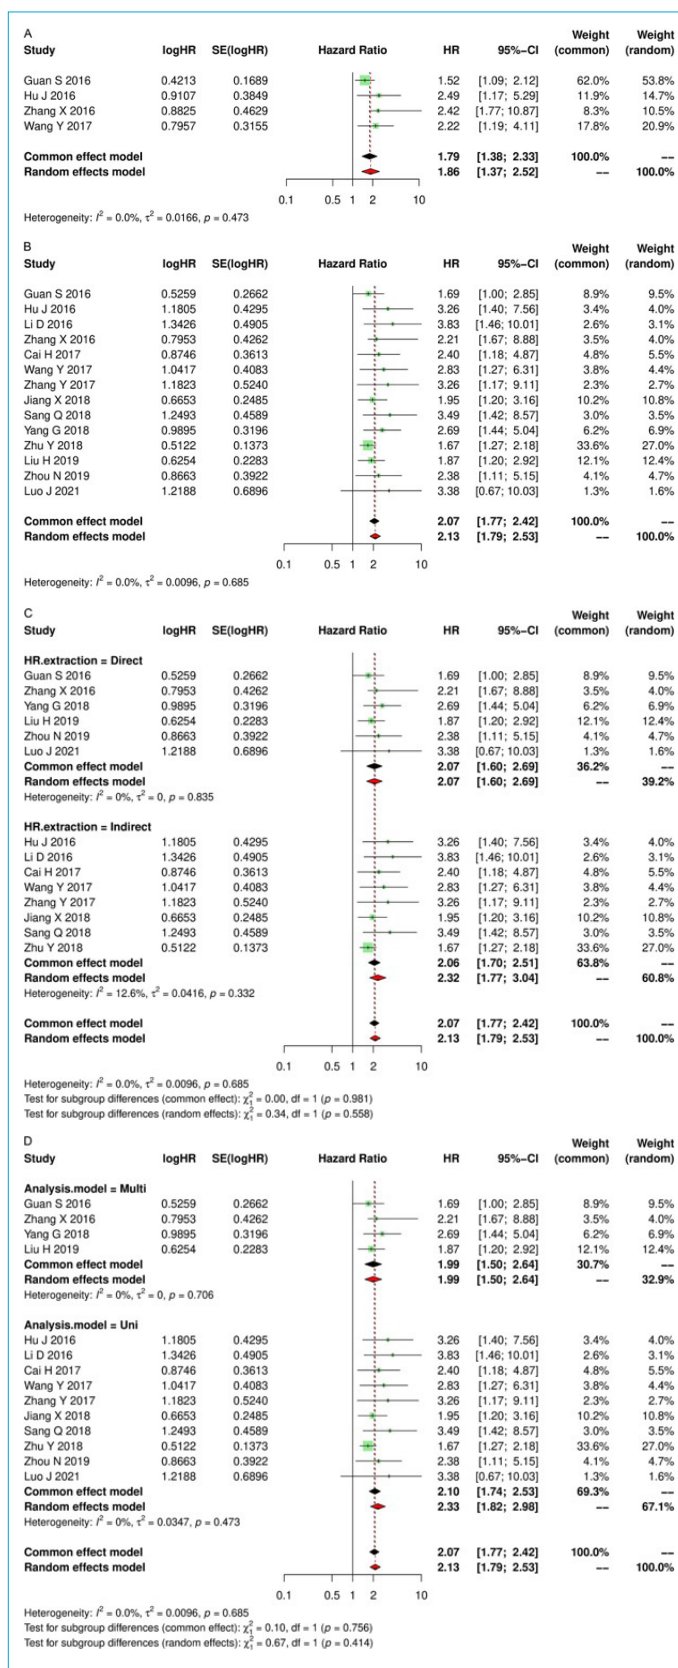 A
Weight Weight
Study logHR SE(logHR) Hazard Ratio HR 95%−CI (common) (random)
Guan S 2016 0.4213 0.1689 1.52 [1.09; 2.12] 62.0% 53.8%
Hu J 2016 0.9107 0.3849 2.49 [1.17; 5.29] 11.9% 14.7%
Zhang X 2016 0.8825 0.4629 2.42 [1.77; 10.87] 8.3% 10.5%
Wang Y 2017 0.7957 0.3155 2.22 [1.19; 4.11] 17.8% 20.9%
Common effect model 1.79 [1.38; 2.33] 100.0% −−
Random effects model 1.86 [1.37; 2.52] −− 100.0%
0.1 0.5 1 2 10
Heterogeneity: I² = 0.0%, τ² = 0.0166, p = 0.473
B
Weight Weight
Study logHR SE(logHR) Hazard Ratio HR 95%−CI (common) (random)
Guan S 2016 0.5259 0.2662 1.69 [1.00; 2.85] 8.9% 9.5%
Hu J 2016 1.1805 0.4295 3.26 [1.40; 7.56] 3.4% 4.0%
Li D 2016 1.3426 0.4905 3.83 [1.46; 10.01] 2.6% 3.1%
Zhang X 2016 0.7953 0.4262 2.21 [1.67; 8.88] 3.5% 4.0%
Cai H 2017 0.8746 0.3613 2.40 [1.18; 4.87] 4.8% 5.5%
Wang Y 2017 1.0417 0.4083 2.83 [1.27; 6.31] 3.8% 4.4%
Zhang Y 2017 1.1823 0.5240 3.26 [1.17; 9.11] 2.3% 2.7%
Jiang X 2018 0.6653 0.2485 1.95 [1.20; 3.16] 10.2% 10.8%
Sang Q 2018 1.2493 0.4589 3.49 [1.42; 8.57] 3.0% 3.5%
Yang G 2018 0.9895 0.3196 2.69 [1.44; 5.04] 6.2% 6.9%
Zhu Y 2018 0.5122 0.1373 1.67 [1.27; 2.18] 33.6% 27.0%
Liu H 2019 0.6254 0.2283 1.87 [1.20; 2.92] 12.1% 12.4%
Zhou N 2019 0.8663 0.3922 2.38 [1.11; 5.15] 4.1% 4.7%
Luo J 2021 1.2188 0.6896 3.38 [0.67; 10.03] 1.3% 1.6%
Common effect model 2.07 [1.77; 2.42] 100.0% −−
Random effects model 2.13 [1.79; 2.53] −− 100.0%
0.1 0.5 1 2 10
Heterogeneity: I² = 0.0%, τ² = 0.0096, p = 0.685
C
Weight Weight
Study logHR SE(logHR) Hazard Ratio HR 95%−CI (common) (random)
HR.extraction = Direct
Guan S 2016 0.5259 0.2662 1.69 [1.00; 2.85] 8.9% 9.5%
Zhang X 2016 0.7953 0.4262 2.21 [1.67; 8.88] 3.5% 4.0%
Yang G 2018 0.9895 0.3196 2.69 [1.44; 5.04] 6.2% 6.9%
Liu H 2019 0.6254 0.2283 1.87 [1.20; 2.92] 12.1% 12.4%
Zhou N 2019 0.8663 0.3922 2.38 [1.11; 5.15] 4.1% 4.7%
Luo J 2021 1.2188 0.6896 3.38 [0.67; 10.03] 1.3% 1.6%
Common effect model 2.07 [1.60; 2.69] 36.2% −−
Random effects model 2.07 [1.60; 2.69] −− 39.2%
Heterogeneity: I² = 0%, τ² = 0, p = 0.835
HR.extraction = Indirect
Hu J 2016 1.1805 0.4295 3.26 [1.40; 7.56] 3.4% 4.0%
Li D 2016 1.3426 0.4905 3.83 [1.46; 10.01] 2.6% 3.1%
Cai H 2017 0.8746 0.3613 2.40 [1.18; 4.87] 4.8% 5.5%
Wang Y 2017 1.0417 0.4083 2.83 [1.27; 6.31] 3.8% 4.4%
Zhang Y 2017 1.1823 0.5240 3.26 [1.17; 9.11] 2.3% 2.7%
Jiang X 2018 0.6653 0.2485 1.95 [1.20; 3.16] 10.2% 10.8%
Sang Q 2018 1.2493 0.4589 3.49 [1.42; 8.57] 3.0% 3.5%
Zhu Y 2018 0.5122 0.1373 1.67 [1.27; 2.18] 33.6% 27.0%
Common effect model 2.06 [1.70; 2.51] 63.8% −−
Random effects model 2.32 [1.77; 3.04] −− 60.8%
Heterogeneity: I² = 12.6%, τ² = 0.0416, p = 0.332
Common effect model 2.07 [1.77; 2.42] 100.0% −−
Random effects model 2.13 [1.79; 2.53] −− 100.0%
0.1 0.5 1 2 10
Heterogeneity: I² = 0.0%, τ² = 0.0096, p = 0.685
Test for subgroup differences (common effect): χ₁² = 0.00, df = 1 (p = 0.981)
Test for subgroup differences (random effects): χ₁² = 0.34, df = 1 (p = 0.558)
D
Weight Weight
Study logHR SE(logHR) Hazard Ratio HR 95%−CI (common) (random)
Analysis.model = Multi
Guan S 2016 0.5259 0.2662 1.69 [1.00; 2.85] 8.9% 9.5%
Zhang X 2016 0.7953 0.4262 2.21 [1.67; 8.88] 3.5% 4.0%
Yang G 2018 0.9895 0.3196 2.69 [1.44; 5.04] 6.2% 6.9%
Liu H 2019 0.6254 0.2283 1.87 [1.20; 2.92] 12.1% 12.4%
Common effect model 1.99 [1.50; 2.64] 30.7% −−
Random effects model 1.99 [1.50; 2.64] −− 32.9%
Heterogeneity: I² = 0%, τ² = 0, p = 0.706
Analysis.model = Uni
Hu J 2016 1.1805 0.4295 3.26 [1.40; 7.56] 3.4% 4.0%
Li D 2016 1.3426 0.4905 3.83 [1.46; 10.01] 2.6% 3.1%
Cai H 2017 0.8746 0.3613 2.40 [1.18; 4.87] 4.8% 5.5%
Wang Y 2017 1.0417 0.4083 2.83 [1.27; 6.31] 3.8% 4.4%
Zhang Y 2017 1.1823 0.5240 3.26 [1.17; 9.11] 2.3% 2.7%
Jiang X 2018 0.6653 0.2485 1.95 [1.20; 3.16] 10.2% 10.8%
Sang Q 2018 1.2493 0.4589 3.49 [1.42; 8.57] 3.0% 3.5%
Zhu Y 2018 0.5122 0.1373 1.67 [1.27; 2.18] 33.6% 27.0%
Zhou N 2019 0.8663 0.3922 2.38 [1.11; 5.15] 4.1% 4.7%
Luo J 2021 1.2188 0.6896 3.38 [0.67; 10.03] 1.3% 1.6%
Common effect model 2.10 [1.74; 2.53] 69.3% −−
Random effects model 2.33 [1.82; 2.98] −− 67.1%
Heterogeneity: I² = 0%, τ² = 0.0347, p = 0.473
Common effect model 2.07 [1.77; 2.42] 100.0% −−
Random effects model 2.13 [1.79; 2.53] −− 100.0%
0.1 0.5 1 2 10
Heterogeneity: I² = 0.0%, τ² = 0.0096, p = 0.685
Test for subgroup differences (common effect): χ₁² = 0.10, df = 1 (p = 0.756)
Test for subgroup differences (random effects): χ₁² = 0.67, df = 1 (p = 0.414)